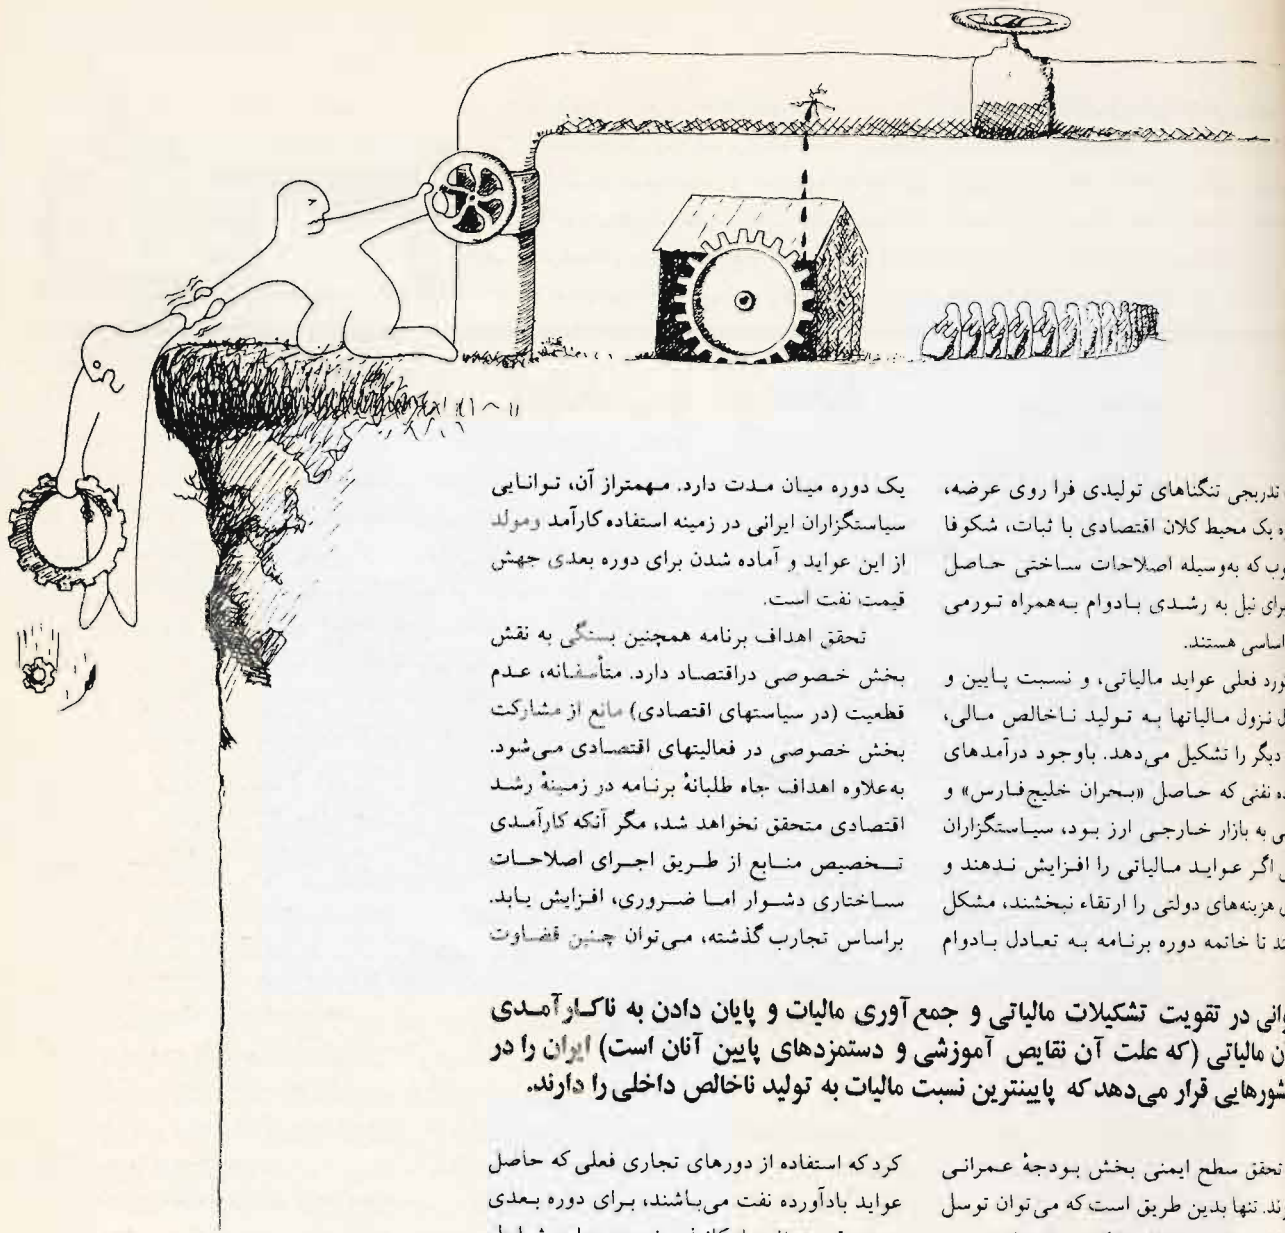 تدریجی تنگناهای تولیدی فرا روی عرضه،
یک محیط کلان اقتصادی با ثبات، شکوفا
که به‌وسیله اصلاحات ساختی حاصل
برای نیل به رشدی بادوام به‌همراه تورمی
اساسی هستند.
فعلی عواید مالیاتی، و نسبت پایین و
نزول مالیاتها به تولید ناخالص مالی،
دیگر را تشکیل می‌دهد. باوجود درآمدهای
نفتی که حاصل «بحران خلیج‌فارس» و
به بازار خارجی ارز بود، سیاستگزاران
اگر عواید مالیاتی را افزایش ندهند و
هزینه‌های دولتی را ارتقاء نبخشند، مشکل
تا خاتمه دوره برنامه به تعادل بادوام
یک دوره میان مدت دارد. مهمتراز آن، توانایی
سیاستگزاران ایرانی در زمینه استفاده کارآمد ومولد
از این عواید و آماده شدن برای دوره بعدی جهش
قیمت نفت است.
تحقق اهداف برنامه همچنین بستگی به نقش
بخش خصوصی دراقتصاد دارد. متأسفانه، عدم
قطعیت (در سیاستهای اقتصادی) مانع از مشارکت
بخش خصوصی در فعالیتهای اقتصادی می‌شود.
به‌علاوه اهداف جاه طلبانهٔ برنامه در زمینهٔ رشد
اقتصادی متحقق نخواهد شد، مگر آنکه کارآمدی
تخصیص منابع از طریق اجرای اصلاحات
ساختاری دشوار اما ضروری، افزایش یابد.
براساس تجارب گذشته، می‌توان چنین قضاوت
در تقویت تشکیلات مالیاتی و جمع آوری مالیات و پایان دادن به ناکارآمدی
مالیاتی (که علت آن نقایص آموزشی و دستمزدهای پایین آنان است) ایران را در
قرار می‌دهد که پایینترین نسبت مالیات به تولید ناخالص داخلی را دارند.
تحقق سطح ایمنی بخش بودجهٔ عمرانی
تنها بدین طریق است که می‌توان توسل
کرد که استفاده از دورهای تجاری فعلی که حاصل
عواید بادآورده نفت می‌باشند، برای دوره بعدی